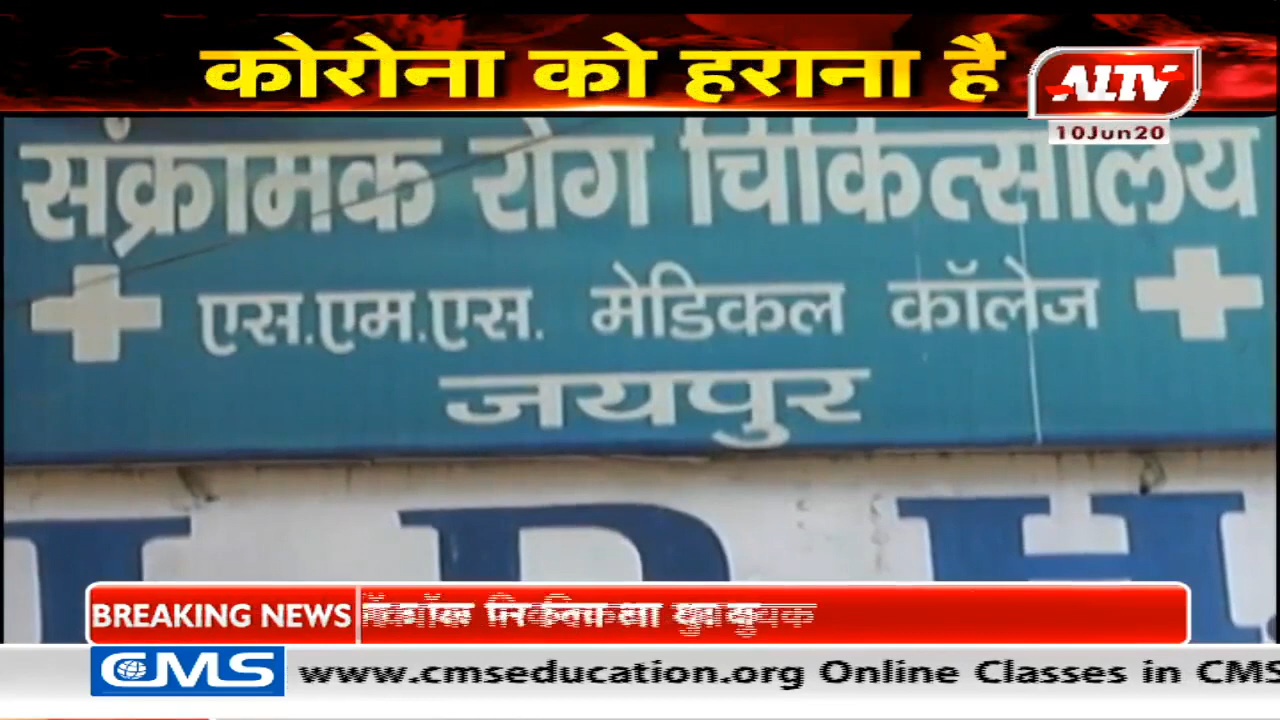 कोरोना को हराना है
ALTV
10Jun20
संक्रामक रोग चिकित्सालय
एस.एम.एस. मेडिकल कॉलेज
जयपुर
I D H.
BREAKING NEWS
CMS www.cmseducation.org Online Classes in CMS